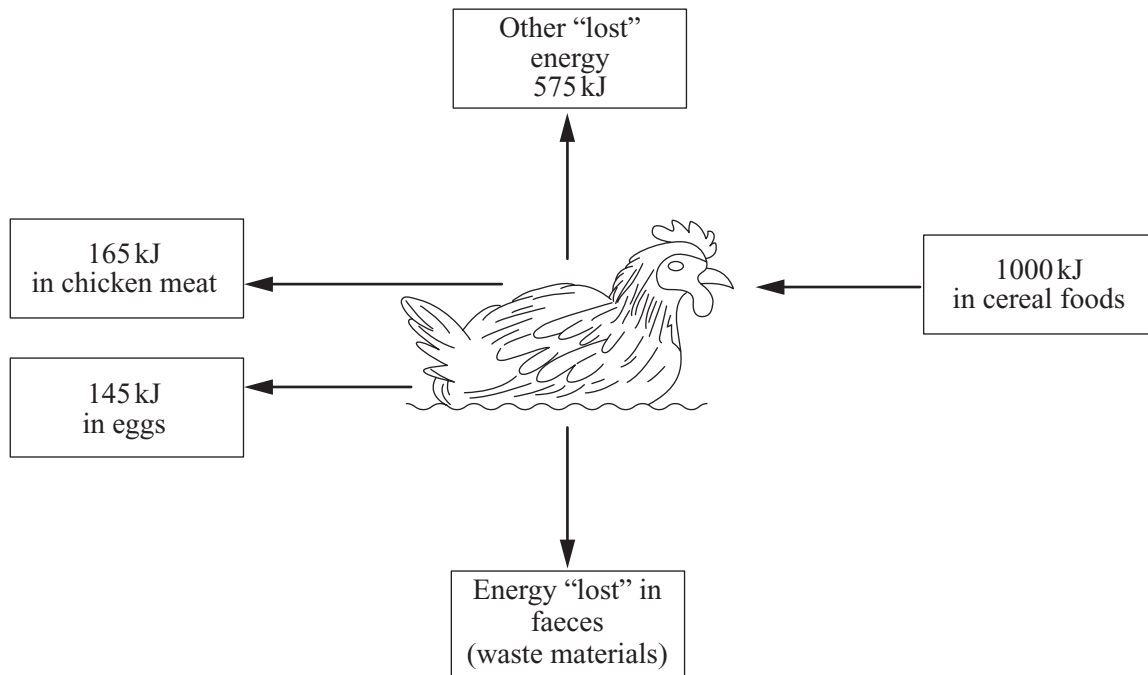 Other “lost”
energy
575 kJ
165 kJ
in chicken meat
1000 kJ
in cereal foods
145 kJ
in eggs
Energy “lost” in
faeces
(waste materials)